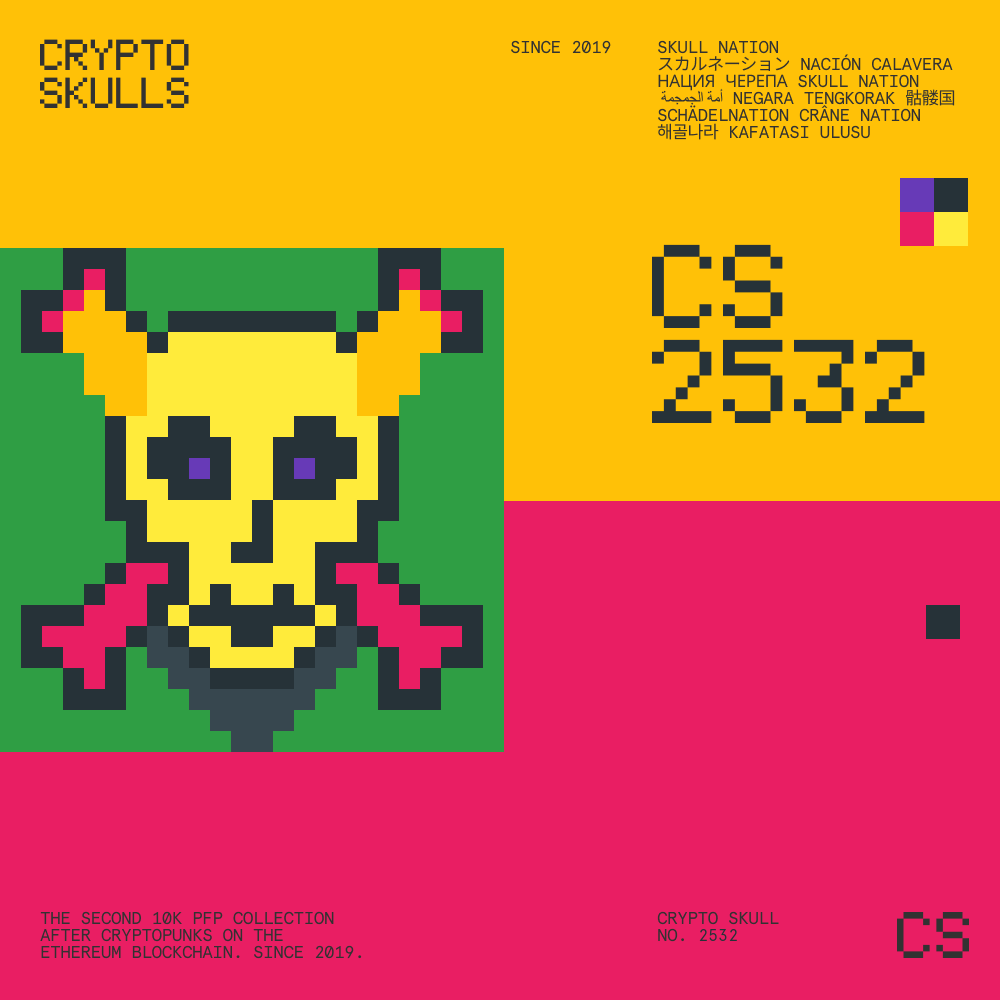 CRYPTO
SKULLS
SINCE 2019
SKULL NATION
スカルネーション NACIÓN CALAVERA
НАЦИЯ ЧЕРЕПА SKULL NATION
أمة الجمجمة NEGARA TENGKORAK 骷髅国
SCHÄDELNATION CRÂNE NATION
해골나라 KAFATASI ULUSU
CS
2532
THE SECOND 10K PFP COLLECTION
AFTER CRYPTOPUNKS ON THE
ETHEREUM BLOCKCHAIN. SINCE 2019.
CRYPTO SKULL
NO. 2532
CS